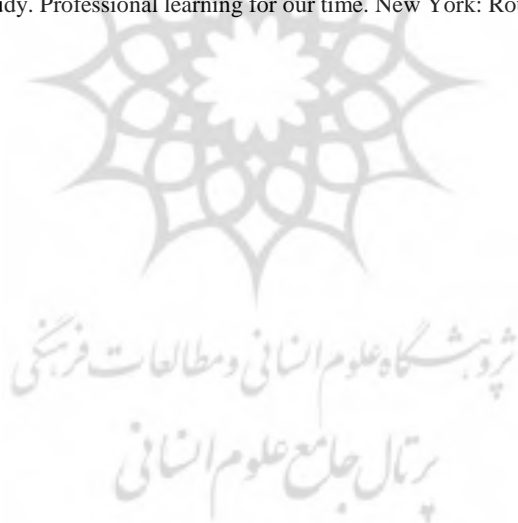 udy. Professional learning for our time. New York: Ro
پژوهشگاه علوم انسانی و مطالعات فرهنگی
پرتال جامع علوم انسانی